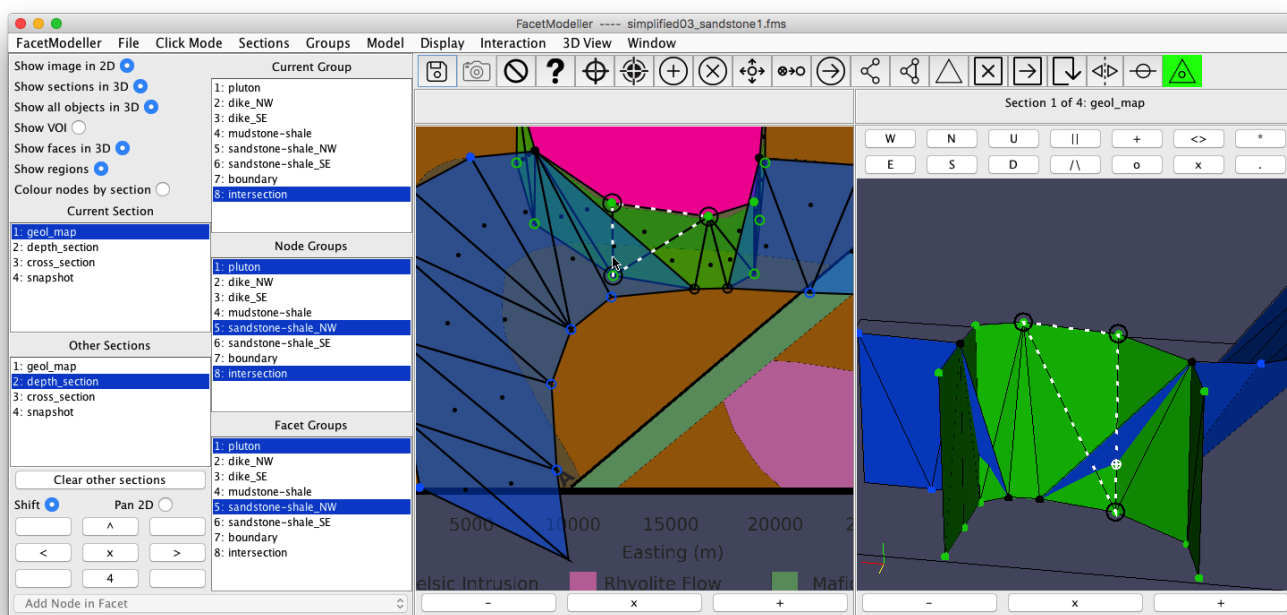 FacetModeller ---- simplified03_sandstone1.fms
FacetModeller File Click Mode Sections Groups Model Display Interaction 3D View Window
Show image in 2D
Show sections in 3D
Show all objects in 3D
Show VOI
Show faces in 3D
Show regions
Colour nodes by section
Current Section
1: geol_map
2: depth_section
3: cross_section
4: snapshot
Other Sections
1: geol_map
2: depth_section
3: cross_section
4: snapshot
Clear other sections
Shift Pan 2D
^
< x >
4
Add Node in Facet
Current Group
1: pluton
2: dike_NW
3: dike_SE
4: mudstone-shale
5: sandstone-shale_NW
6: sandstone-shale_SE
7: boundary
8: intersection
Node Groups
1: pluton
2: dike_NW
3: dike_SE
4: mudstone-shale
5: sandstone-shale_NW
6: sandstone-shale_SE
7: boundary
8: intersection
Facet Groups
1: pluton
2: dike_NW
3: dike_SE
4: mudstone-shale
5: sandstone-shale_NW
6: sandstone-shale_SE
7: boundary
8: intersection
?
A
5000 10000 15000 20000 2
Easting (m)
elsic Intrusion Rhyolite Flow Mafi
- x +
Section 1 of 4: geol_map
W N U || + <> *
E S D /\ o x .
- x +